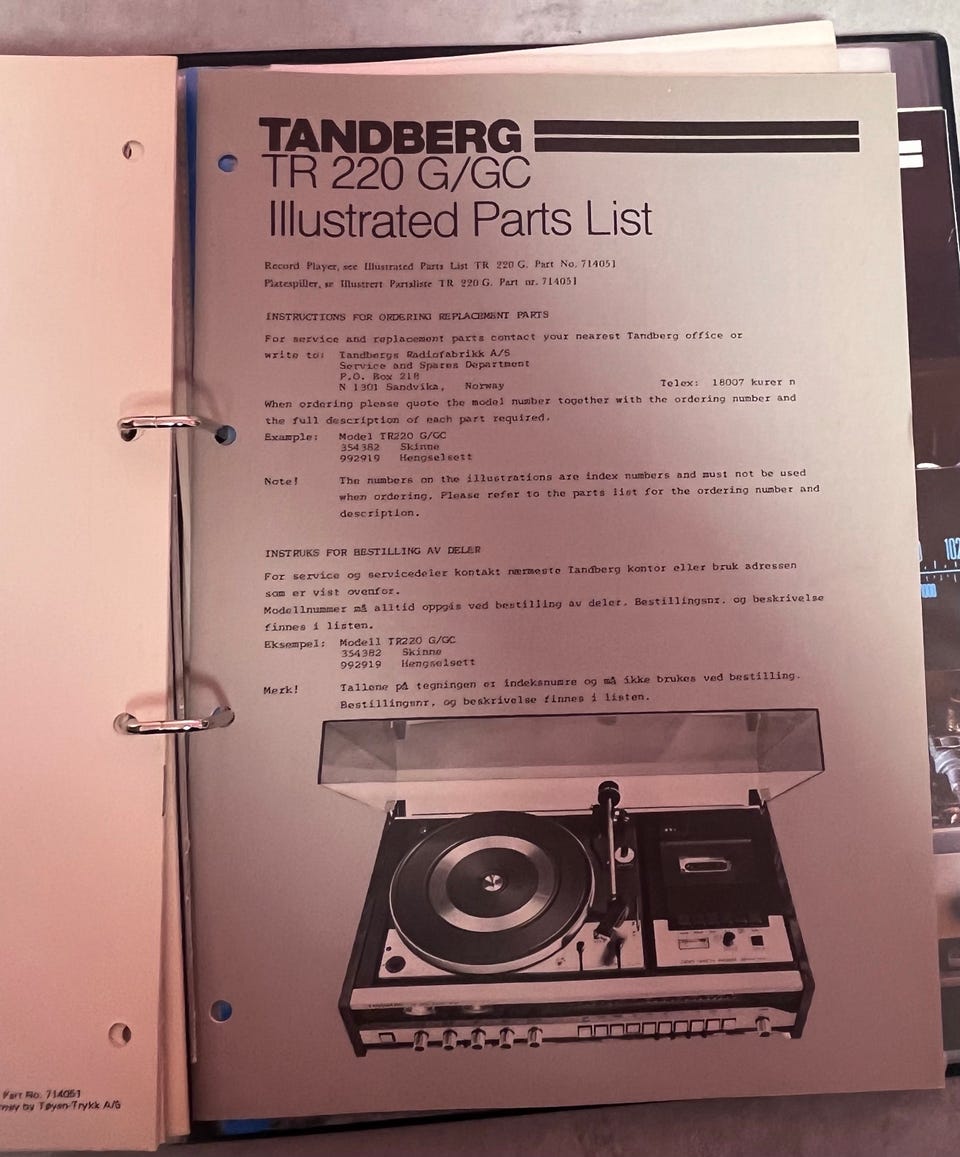 TANDBERG
TR 220 G/GC
Illustrated Parts List
Record Player, see Illustrated Parts List TR 220 G. Part No. 714051
Platespiller, se Illustrert Partsliste TR 220 G. Part nr. 714051
INSTRUCTIONS FOR ORDERING REPLACEMENT PARTS
For service and replacement parts contact your nearest Tandberg office or
write to: Tandbergs Radiofabrikk A/S
Service and Spares Department
P.O. Box 218
N 1301 Sandvika, Norway Telex: 18007 kurer n
When ordering please quote the model number together with the ordering number and
the full description of each part required.
Example: Model TR220 G/GC
354382 Skinne
992919 Hengselsett
Note! The numbers on the illustrations are index numbers and must not be used
when ordering. Please refer to the parts list for the ordering number and
description.
INSTRUKS FOR BESTILLING AV DELER
For service og servicedeler kontakt nærmeste Tandberg kontor eller bruk adressen
som er vist ovenfor.
Modellnummer må alltid oppgis ved bestilling av deler. Bestillingsnr. og beskrivelse
finnes i listen.
Eksempel: Modell TR220 G/GC
354382 Skinne
992919 Hengselsett
Merk! Tallene på tegningen er indeksnumre og må ikke brukes ved bestilling.
Bestillingsnr. og beskrivelse finnes i listen.
Part No. 714051
by Tøyen-Trykk A/S
102